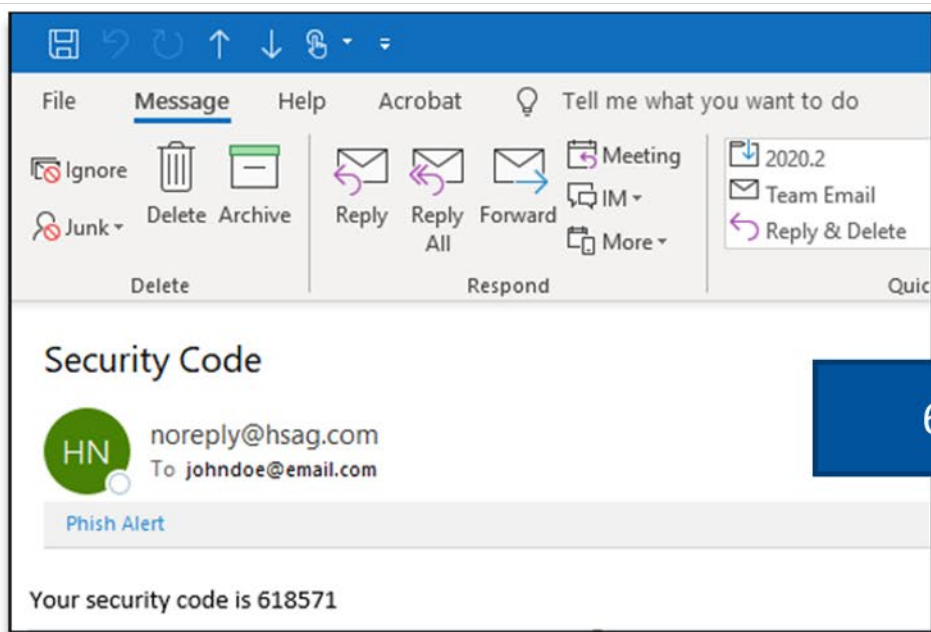 File Message Help Acrobat Tell me what you want to do
Ignore
Junk
Delete
Archive
Delete
Reply
Reply All
Forward
Meeting
IM
More
Respond
2020.2
Team Email
Reply & Delete
Quic
Security Code
6
HN
noreply@hsag.com
To johndoe@email.com
Phish Alert
Your security code is 618571